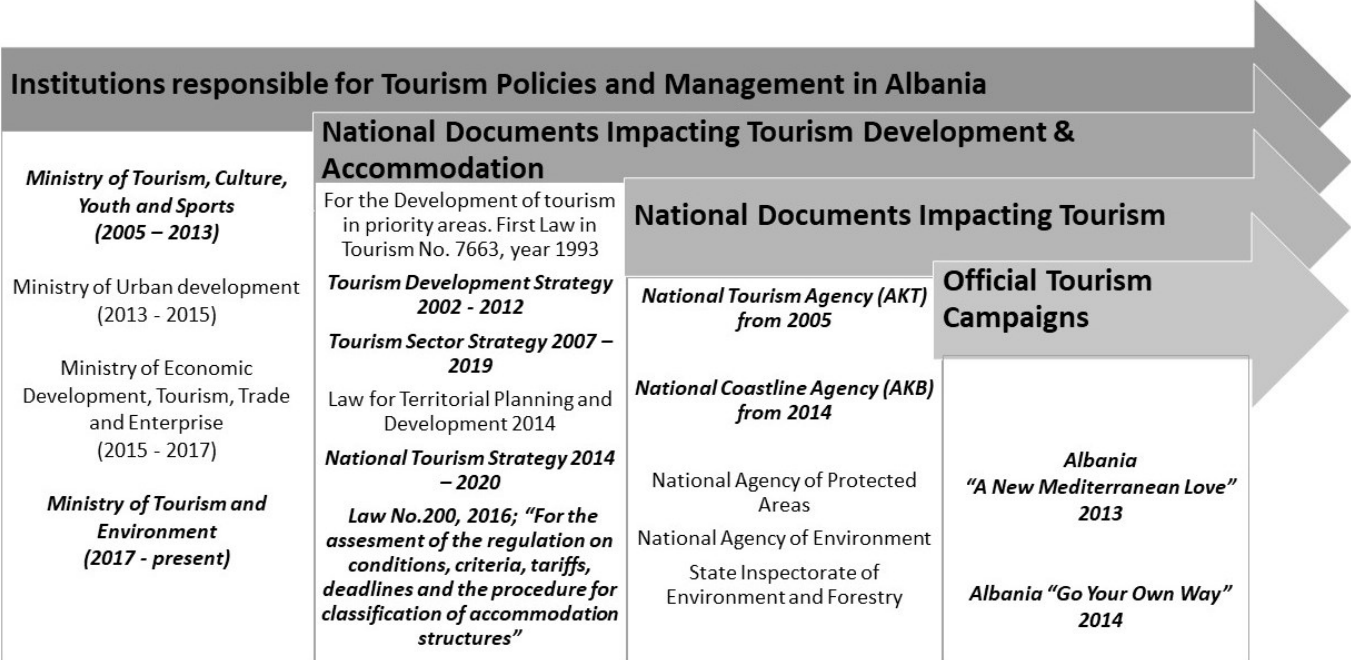 Institutions responsible for Tourism Policies and Management in Albania
Ministry of Tourism, Culture,
Youth and Sports
(2005 – 2013)
Ministry of Urban development
(2013 - 2015)
Ministry of Economic
Development, Tourism, Trade
and Enterprise
(2015 - 2017)
Ministry of Tourism and
Environment
(2017 - present)
National Documents Impacting Tourism Development &
Accommodation
For the Development of tourism
in priority areas. First Law in
Tourism No. 7663, year 1993
Tourism Development Strategy
2002 - 2012
Tourism Sector Strategy 2007 –
2019
Law for Territorial Planning and
Development 2014
National Tourism Strategy 2014
– 2020
Law No.200, 2016; “For the
assesment of the regulation on
conditions, criteria, tariffs,
deadlines and the procedure for
classification of accommodation
structures”
National Documents Impacting Tourism
National Tourism Agency (AKT)
from 2005
National Coastline Agency (AKB)
from 2014
National Agency of Protected
Areas
National Agency of Environment
State Inspectorate of
Environment and Forestry
Official Tourism
Campaigns
Albania
“A New Mediterranean Love”
2013
Albania “Go Your Own Way”
2014